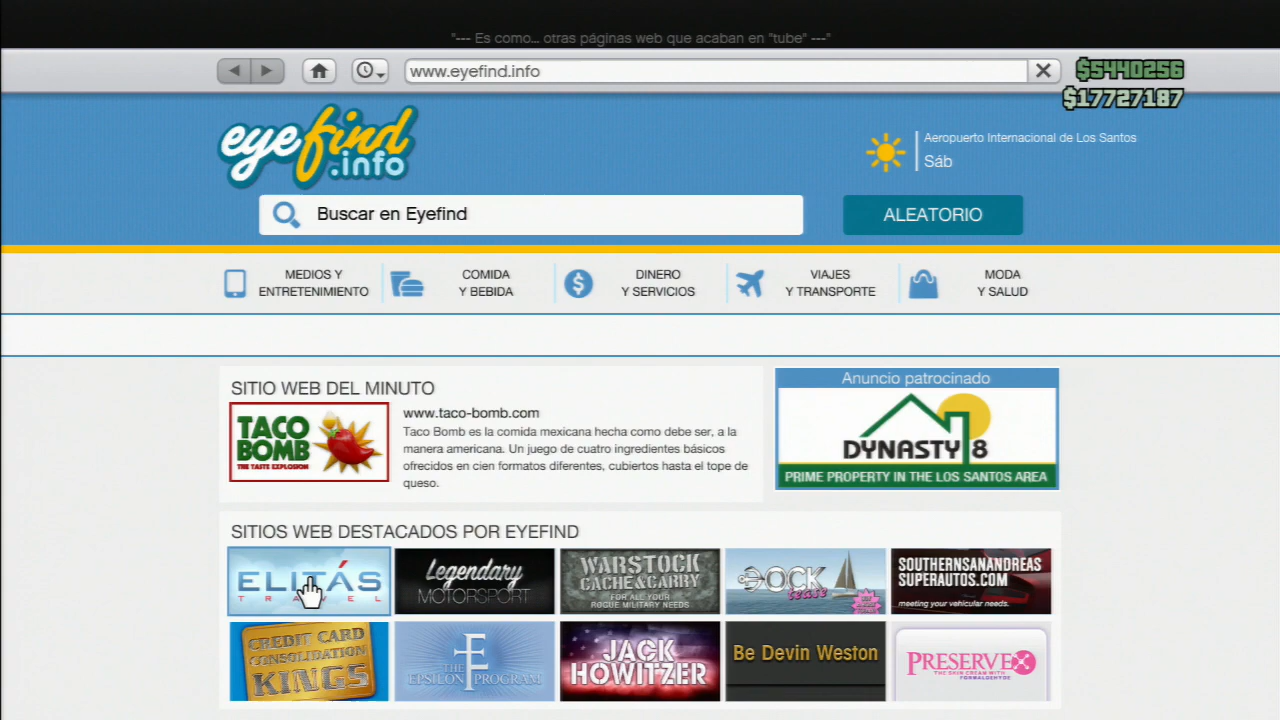 "--- Es como... otras páginas web que acaban en "tube" ---"
www.eyefind.info
$5440256
$17727187
eyefind
.info
Aeropuerto Internacional de Los Santos
Sáb
Buscar en Eyefind
ALEATORIO
MEDIOS Y
ENTRETENIMIENTO
COMIDA
Y BEBIDA
DINERO
Y SERVICIOS
VIAJES
Y TRANSPORTE
MODA
Y SALUD
SITIO WEB DEL MINUTO
TACO
BOMB
THE TASTE EXPLOSION
www.taco-bomb.com
Taco Bomb es la comida mexicana hecha como debe ser, a la
manera americana. Un juego de cuatro ingredientes básicos
ofrecidos en cien formatos diferentes, cubiertos hasta el tope de
queso.
Anuncio patrocinado
DYNASTY 8
PRIME PROPERTY IN THE LOS SANTOS AREA
SITIOS WEB DESTACADOS POR EYEFIND
ELITÁS
TRAVEL
Legendary
MOTORSPORT
WARSTOCK
CACHE & CARRY
FOR ALL YOUR
ROGUE MILITARY NEEDS
DOCK
tease
SOUTHERNSANANDREAS
SUPERAUTOS.COM
meeting your vehicular needs.
CREDIT CARD
CONSOLIDATION
KINGS
THE
EPSILON PROGRAM
JACK
HOWITZER
Be Devin Weston
PRESERVEX
THE SKIN CREAM WITH
FORMALDEHYDE